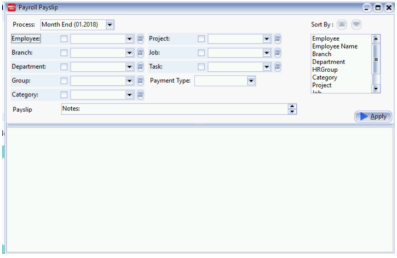 Payroll Payslip
Process: Month End (01.2018)
Sort By:
Employee:
Project:
Branch:
Job:
Department:
Task:
Group:
Payment Type:
Category:
Employee
Employee Name
Branch
Department
HRGroup
Category
Project
Job
Payslip
Notes:
Apply